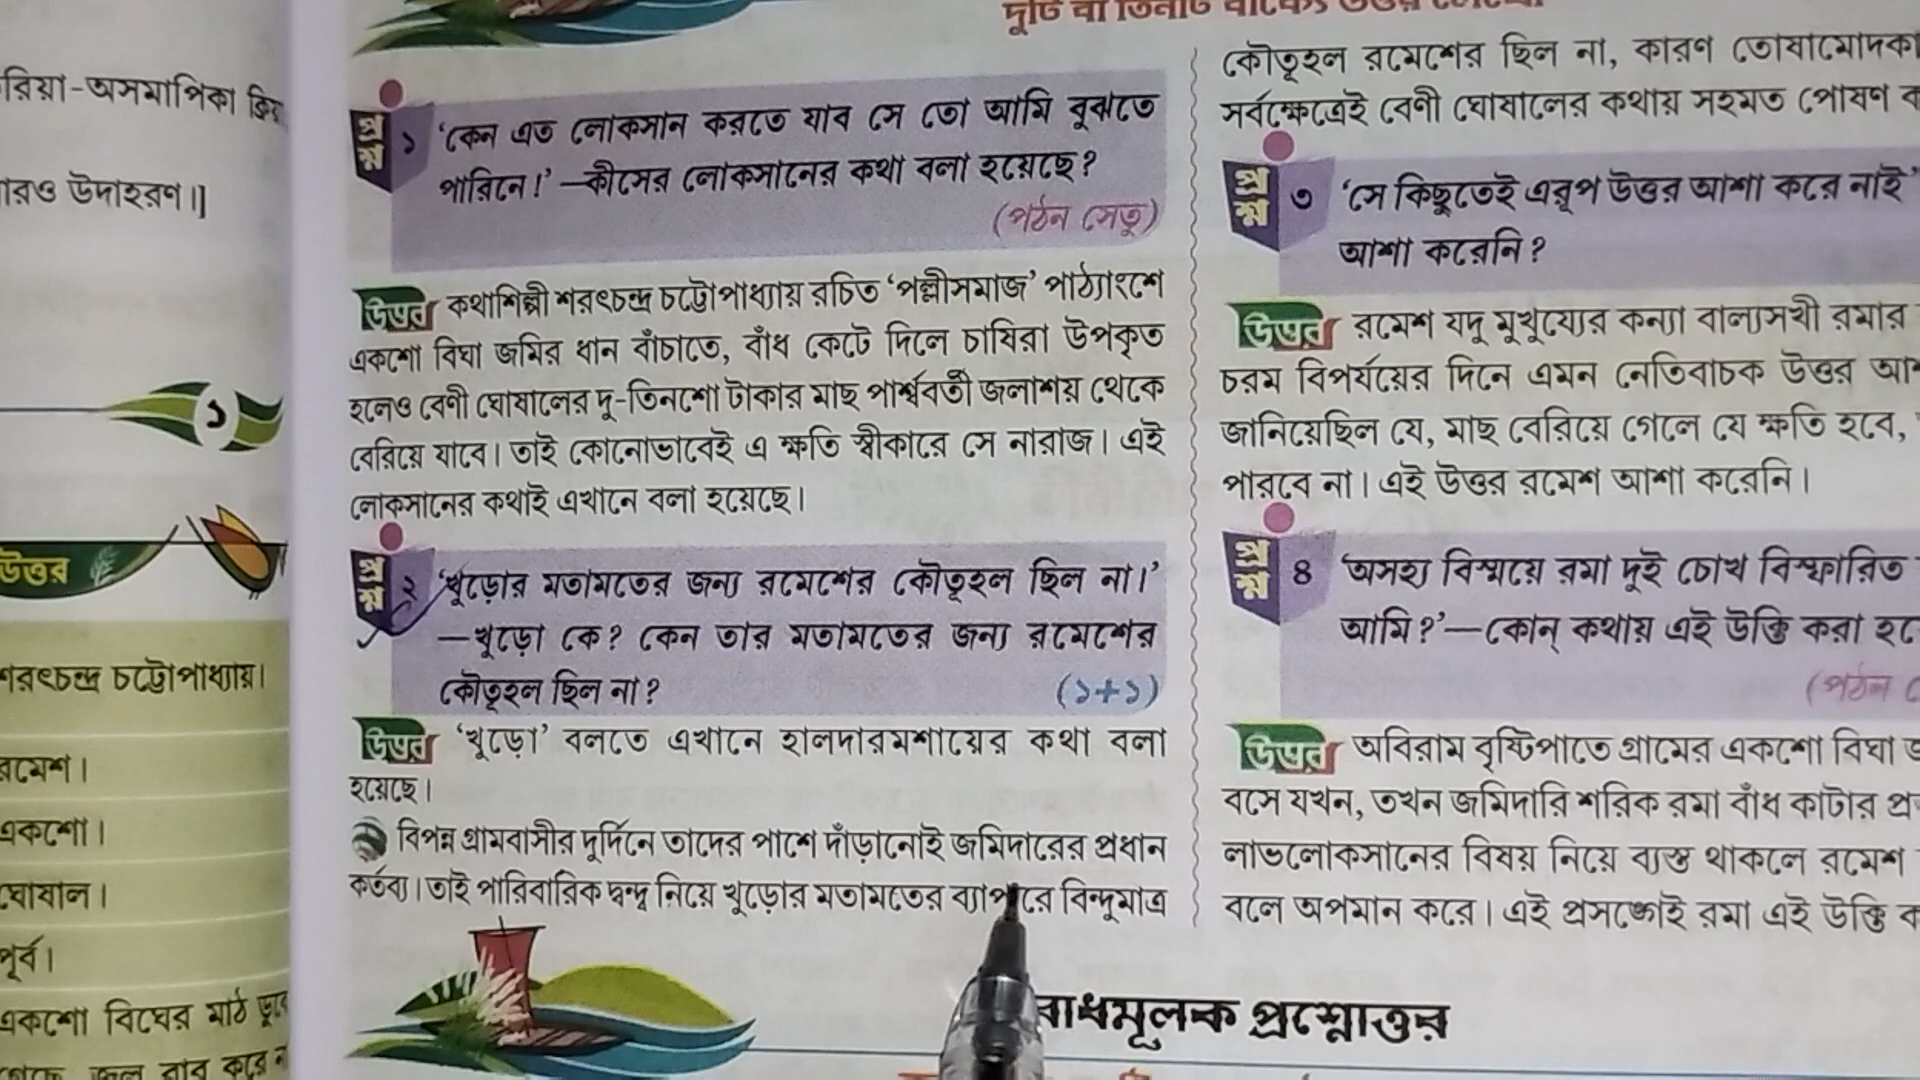 রিয়া-অসমাপিকা
রও উদাহরণ।]
১
উত্তর
শরৎচন্দ্র চট্টোপাধ্যায়।
রমেশ।
একশো।
ঘোষাল।
পূর্ব।
একশো বিঘের মাঠ
প্রশ্ন ১ ‘কেন এত লোকসান করতে যাব সে তো আমি বুঝতে
পারিনে!’ —কীসের লোকসানের কথা বলা হয়েছে?
(পঠন সেতু)
উত্তর কথাশিল্পী শরৎচন্দ্র চট্টোপাধ্যায় রচিত ‘পল্লীসমাজ’ পাঠ্যাংশে
একশো বিঘা জমির ধান বাঁচাতে, বাঁধ কেটে দিলে চাষিরা উপকৃত
হলেও বেণী ঘোষালের দু-তিনশো টাকার মাছ পার্শ্ববর্তী জলাশয় থেকে
বেরিয়ে যাবে। তাই কোনোভাবেই এ ক্ষতি স্বীকারে সে নারাজ। এই
লোকসানের কথাই এখানে বলা হয়েছে।
প্রশ্ন ২ ‘খুড়োর মতামতের জন্য রমেশের কৌতূহল ছিল না।’
—খুড়ো কে? কেন তার মতামতের জন্য রমেশের
কৌতূহল ছিল না? (১+১)
উত্তর ‘খুড়ো’ বলতে এখানে হালদারমশায়ের কথা বলা
হয়েছে।
বিপন্ন গ্রামবাসীর দুর্দিনে তাদের পাশে দাঁড়ানোই জমিদারের প্রধান
কর্তব্য। তাই পারিবারিক দ্বন্দ্ব নিয়ে খুড়োর মতামতের ব্যাপারে বিন্দুমাত্র
কৌতূহল রমেশের ছিল না, কারণ
সর্বক্ষেত্রেই বেণী ঘোষালের কথায় সহমত পোষণ
প্রশ্ন ৩ ‘সে কিছুতেই এরূপ উত্তর আশা করে নাই’
আশা করেনি?
উত্তর রমেশ যদু মুখুয্যের কন্যা বাল্যসখী রমার
চরম বিপর্যয়ের দিনে এমন নেতিবাচক উত্তর
জানিয়েছিল যে, মাছ বেরিয়ে গেলে যে ক্ষতি হবে,
পারবে না। এই উত্তর রমেশ আশা করেনি।
প্রশ্ন 8 ‘অসহ্য বিস্ময়ে রমা দুই চোখ বিস্ফারিত
আমি?’—কোন্ কথায় এই উক্তি করা
(পঠন
উত্তর অবিরাম বৃষ্টিপাতে গ্রামের একশো বিঘা
বসে যখন, তখন জমিদারি শরিক রমা বাঁধ কাটার
লাভলোকসানের বিষয় নিয়ে ব্যস্ত থাকলে রমেশ
বলে অপমান করে। এই প্রসঙ্গেই রমা এই উক্তি
প্রশ্নোত্তর